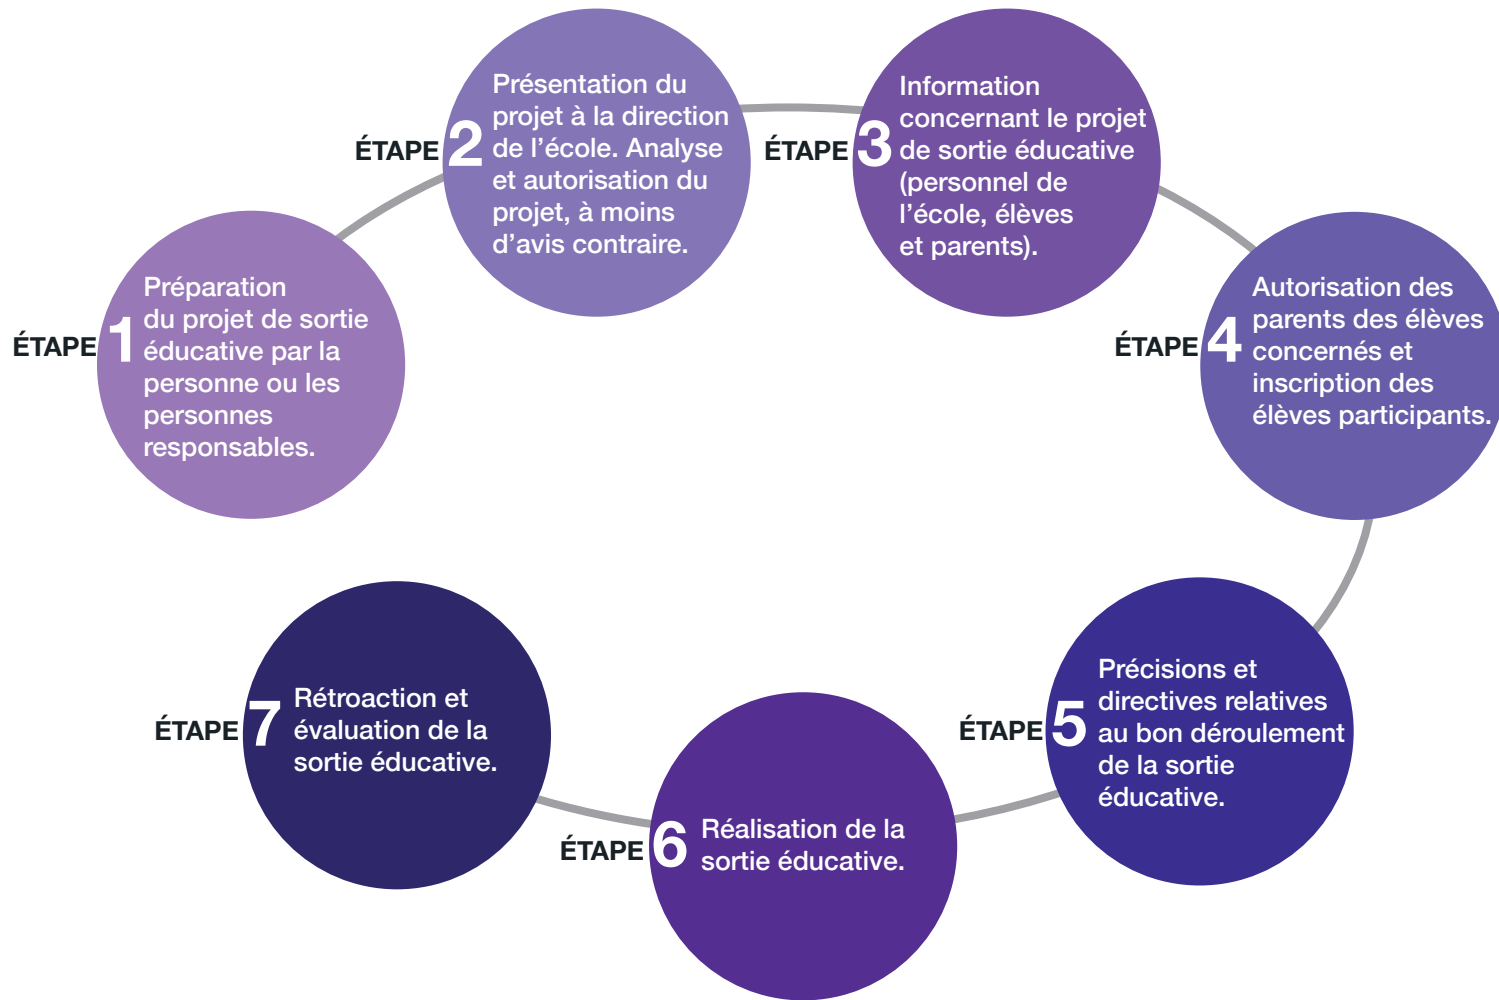 ÉTAPE 1
Préparation
du projet de sortie
éducative par la
personne ou les
personnes
responsables.
ÉTAPE 2
Présentation du
projet à la direction
de l’école. Analyse
et autorisation du
projet, à moins
d’avis contraire.
ÉTAPE 3
Information
concernant le projet
de sortie éducative
(personnel de
l’école, élèves
et parents).
ÉTAPE 4
Autorisation des
parents des élèves
concernés et
inscription des
élèves participants.
ÉTAPE 5
Précisions et
directives relatives
au bon déroulement
de la sortie
éducative.
ÉTAPE 6
Réalisation de la
sortie éducative.
ÉTAPE 7
Rétroaction et
évaluation de la
sortie éducative.